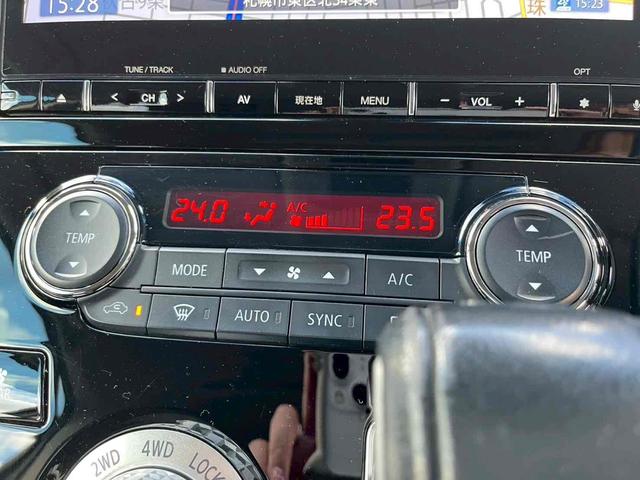 15:28
札幌市東区北34条東
珠
15:23
TUNE / TRACK
AUDIO OFF
OPT
< CH >
AV
現在地
MENU
− VOL +
24.0
A/C
23.5
TEMP
TEMP
MODE
A/C
AUTO
SYNC
2WD
4WD
LOCK